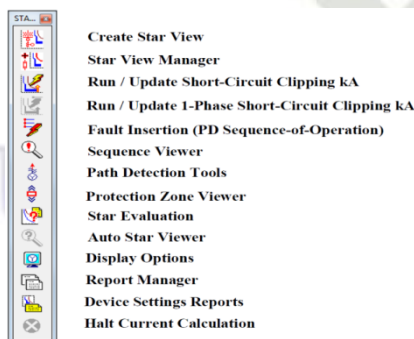 STA...
Create Star View
Star View Manager
Run / Update Short-Circuit Clipping kA
Run / Update 1-Phase Short-Circuit Clipping kA
Fault Insertion (PD Sequence-of-Operation)
Sequence Viewer
Path Detection Tools
Protection Zone Viewer
Star Evaluation
Auto Star Viewer
Display Options
Report Manager
Device Settings Reports
Halt Current Calculation